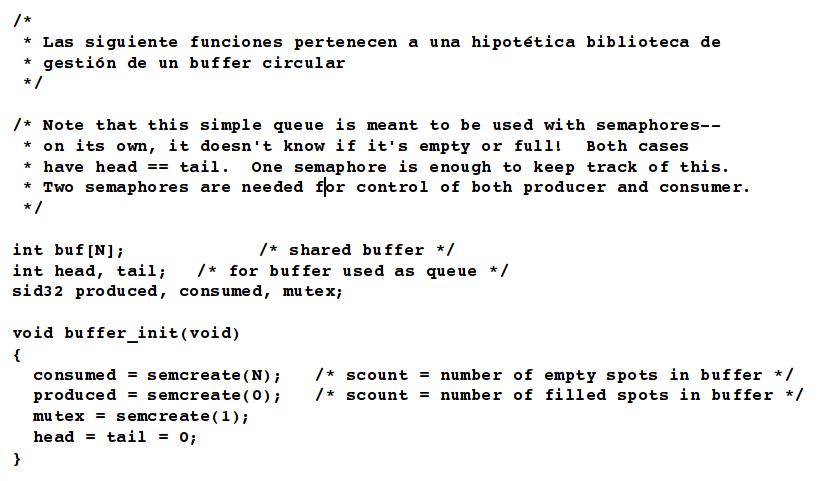 /*
 * Las siguiente funciones pertenecen a una hipotética biblioteca de
 * gestión de un buffer circular
 */

/* Note that this simple queue is meant to be used with semaphores--
 * on its own, it doesn't know if it's empty or full!  Both cases
 * have head == tail.  One semaphore is enough to keep track of this.
 * Two semaphores are needed for control of both producer and consumer.
 */

int buf[N];             /* shared buffer */
int head, tail;   /* for buffer used as queue */
sid32 produced, consumed, mutex;

void buffer_init(void)
{
  consumed = semcreate(N);   /* scount = number of empty spots in buffer */
  produced = semcreate(0);   /* scount = number of filled spots in buffer */
  mutex = semcreate(1);
  head = tail = 0;
}